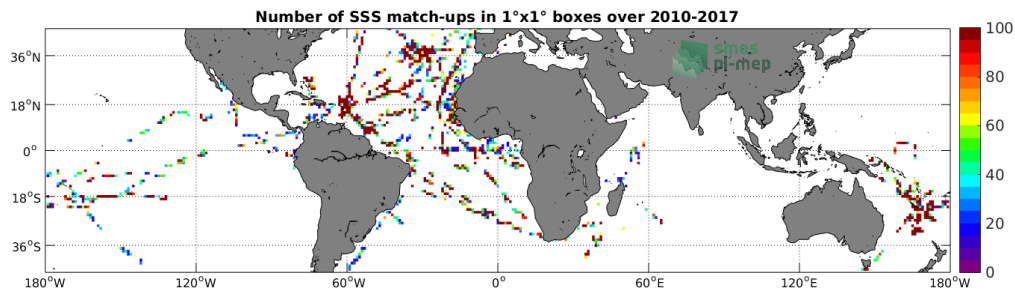 Number of SSS match-ups in 1°x1° boxes over 2010-2017
smos
pi-mep
36°N
18°N
0°
18°S
36°S
180°W 120°W 60°W 0° 60°E 120°E 180°W
100
80
60
40
20
0